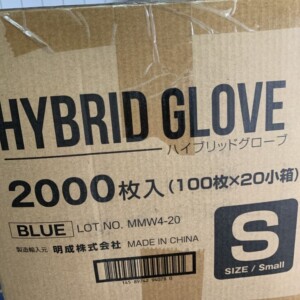 HYBRID GLOVE
ハイブリッドグローブ
2000枚入(100枚×20小箱)
BLUE LOT NO. MMW4-20
製造輸入元 明成株式会社 MADE IN CHINA
S
SIZE / Small